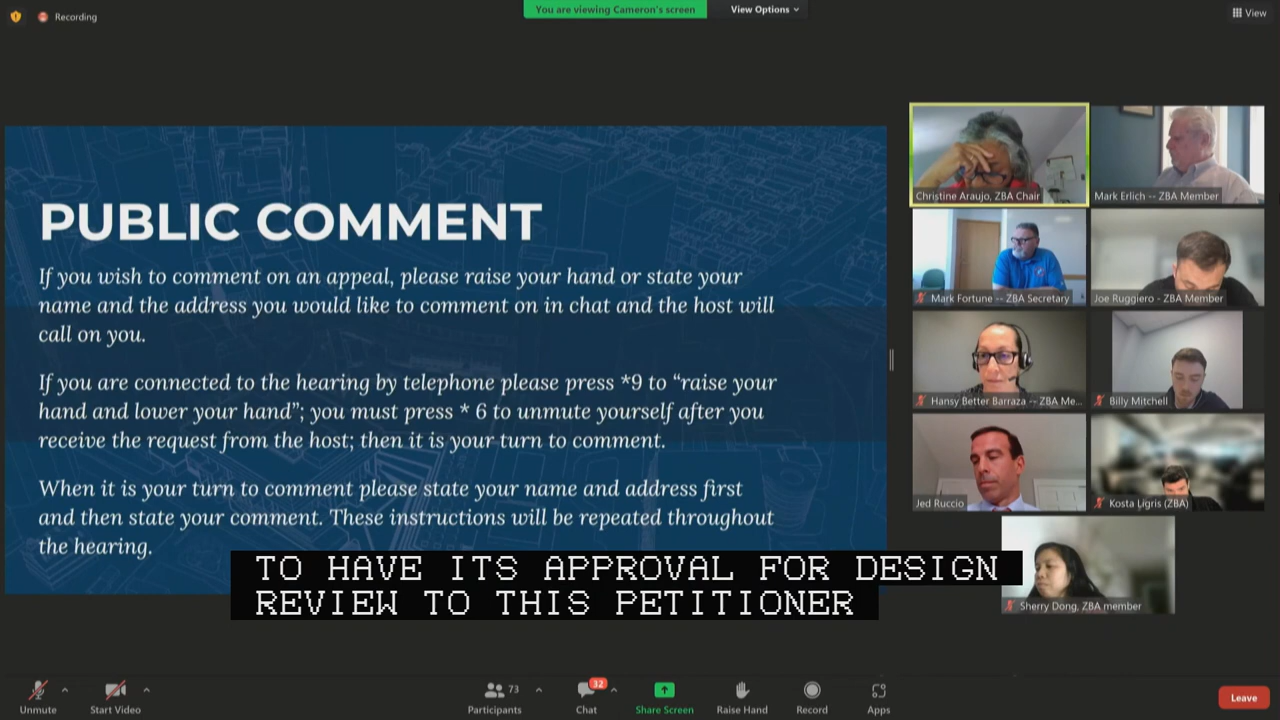 Recording
You are viewing Cameron's screen
View Options
View
PUBLIC COMMENT
If you wish to comment on an appeal, please raise your hand or state your
name and the address you would like to comment on in chat and the host will
call on you.
If you are connected to the hearing by telephone please press *9 to “raise your
hand and lower your hand”; you must press * 6 to unmute yourself after you
receive the request from the host; then it is your turn to comment.
When it is your turn to comment please state your name and address first
and then state your comment. These instructions will be repeated throughout
the hearing.
TO HAVE ITS APPROVAL FOR DESIGN
REVIEW TO THIS PETITIONER
Christine Araujo, ZBA Chair
Mark Erlich -- ZBA Member
Mark Fortune -- ZBA Secretary
Joe Ruggiero - ZBA Member
Hansy Better Barraza -- ZBA Me...
Billy Mitchell
Jed Ruccio
Kosta Ligris (ZBA)
Sherry Dong, ZBA member
Unmute
Start Video
Participants
73
Chat
32
Share Screen
Raise Hand
Record
Apps
Leave